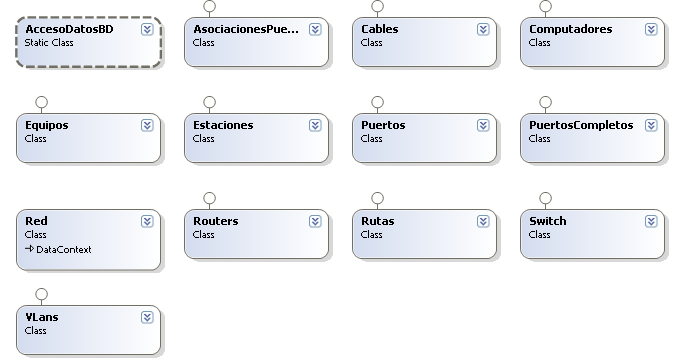 AccesoDatosBD
Static Class
AsociacionesPue...
Class
Cables
Class
Computadores
Class
Equipos
Class
Estaciones
Class
Puertos
Class
PuertosCompletos
Class
Red
Class
DataContext
Routers
Class
Rutas
Class
Switch
Class
VLans
Class